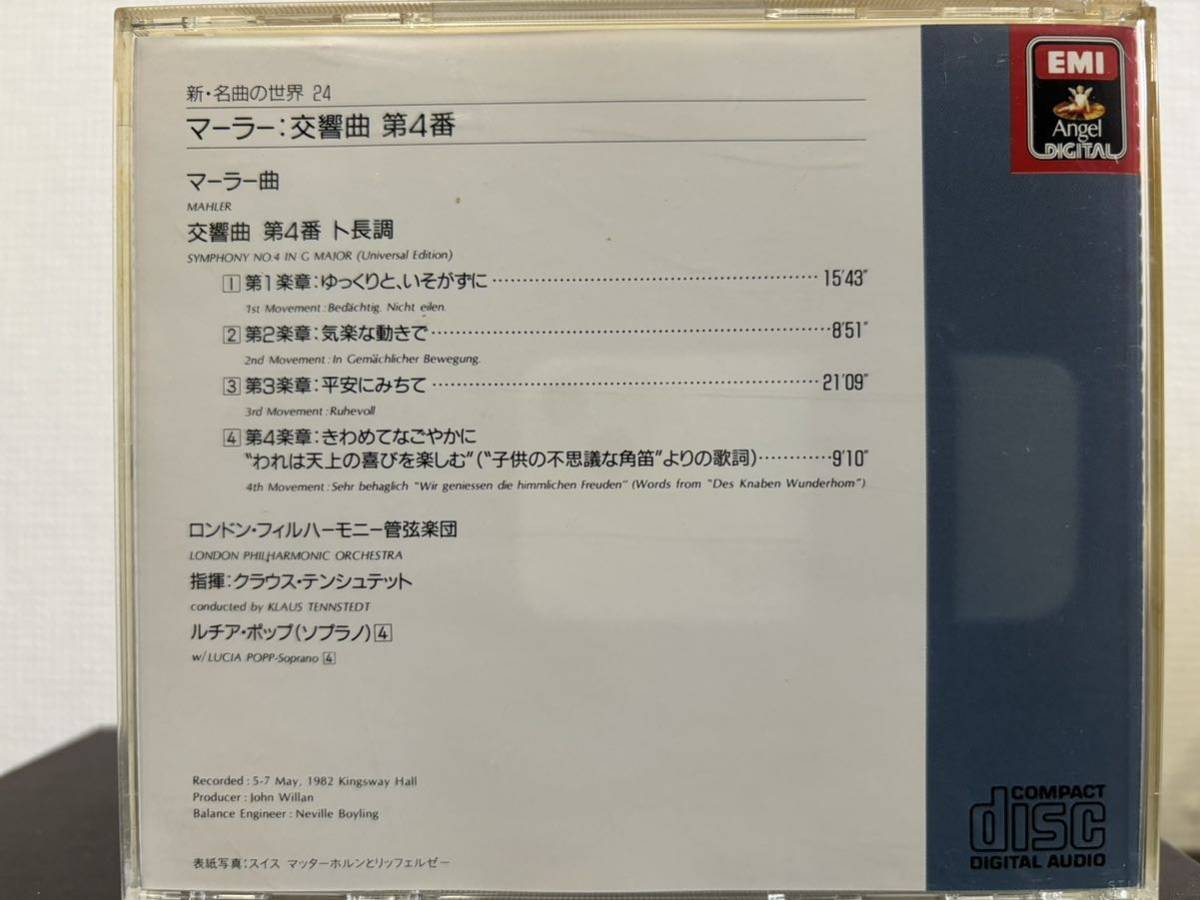 新・名曲の世界 24
マーラー：交響曲 第4番
マーラー曲
MAHLER
交響曲 第4番 ト長調
SYMPHONY NO.4 IN G MAJOR (Universal Edition)
1 第1楽章：ゆっくりと、いそがずに 15'43"
1st Movement : Bedächtig. Nicht eilen.
2 第2楽章：気楽な動きで 8'51"
2nd Movement : In Gemächlicher Bewegung.
3 第3楽章：平安にみちて 21'09"
3rd Movement : Ruhevoll
4 第4楽章：きわめてなごやかに
"われは天上の喜びを楽しむ"("子供の不思議な角笛"よりの歌詞) 9'10"
4th Movement : Sehr behaglich "Wir geniessen die himmlichen Freuden" (Words from "Des Knaben Wunderhorn")
ロンドン・フィルハーモニー管弦楽団
LONDON PHILHARMONIC ORCHESTRA
指揮：クラウス・テンシュテット
conducted by KLAUS TENNSTEDT
ルチア・ポップ(ソプラノ) 4
w/LUCIA POPP-Soprano 4
Recorded : 5-7 May, 1982 Kingsway Hall
Producer : John Willan
Balance Engineer : Neville Boyling
表紙写真：スイス マッターホルンとリッフェルゼー
EMI
Angel
DIGITAL
COMPACT
disc
DIGITAL AUDIO